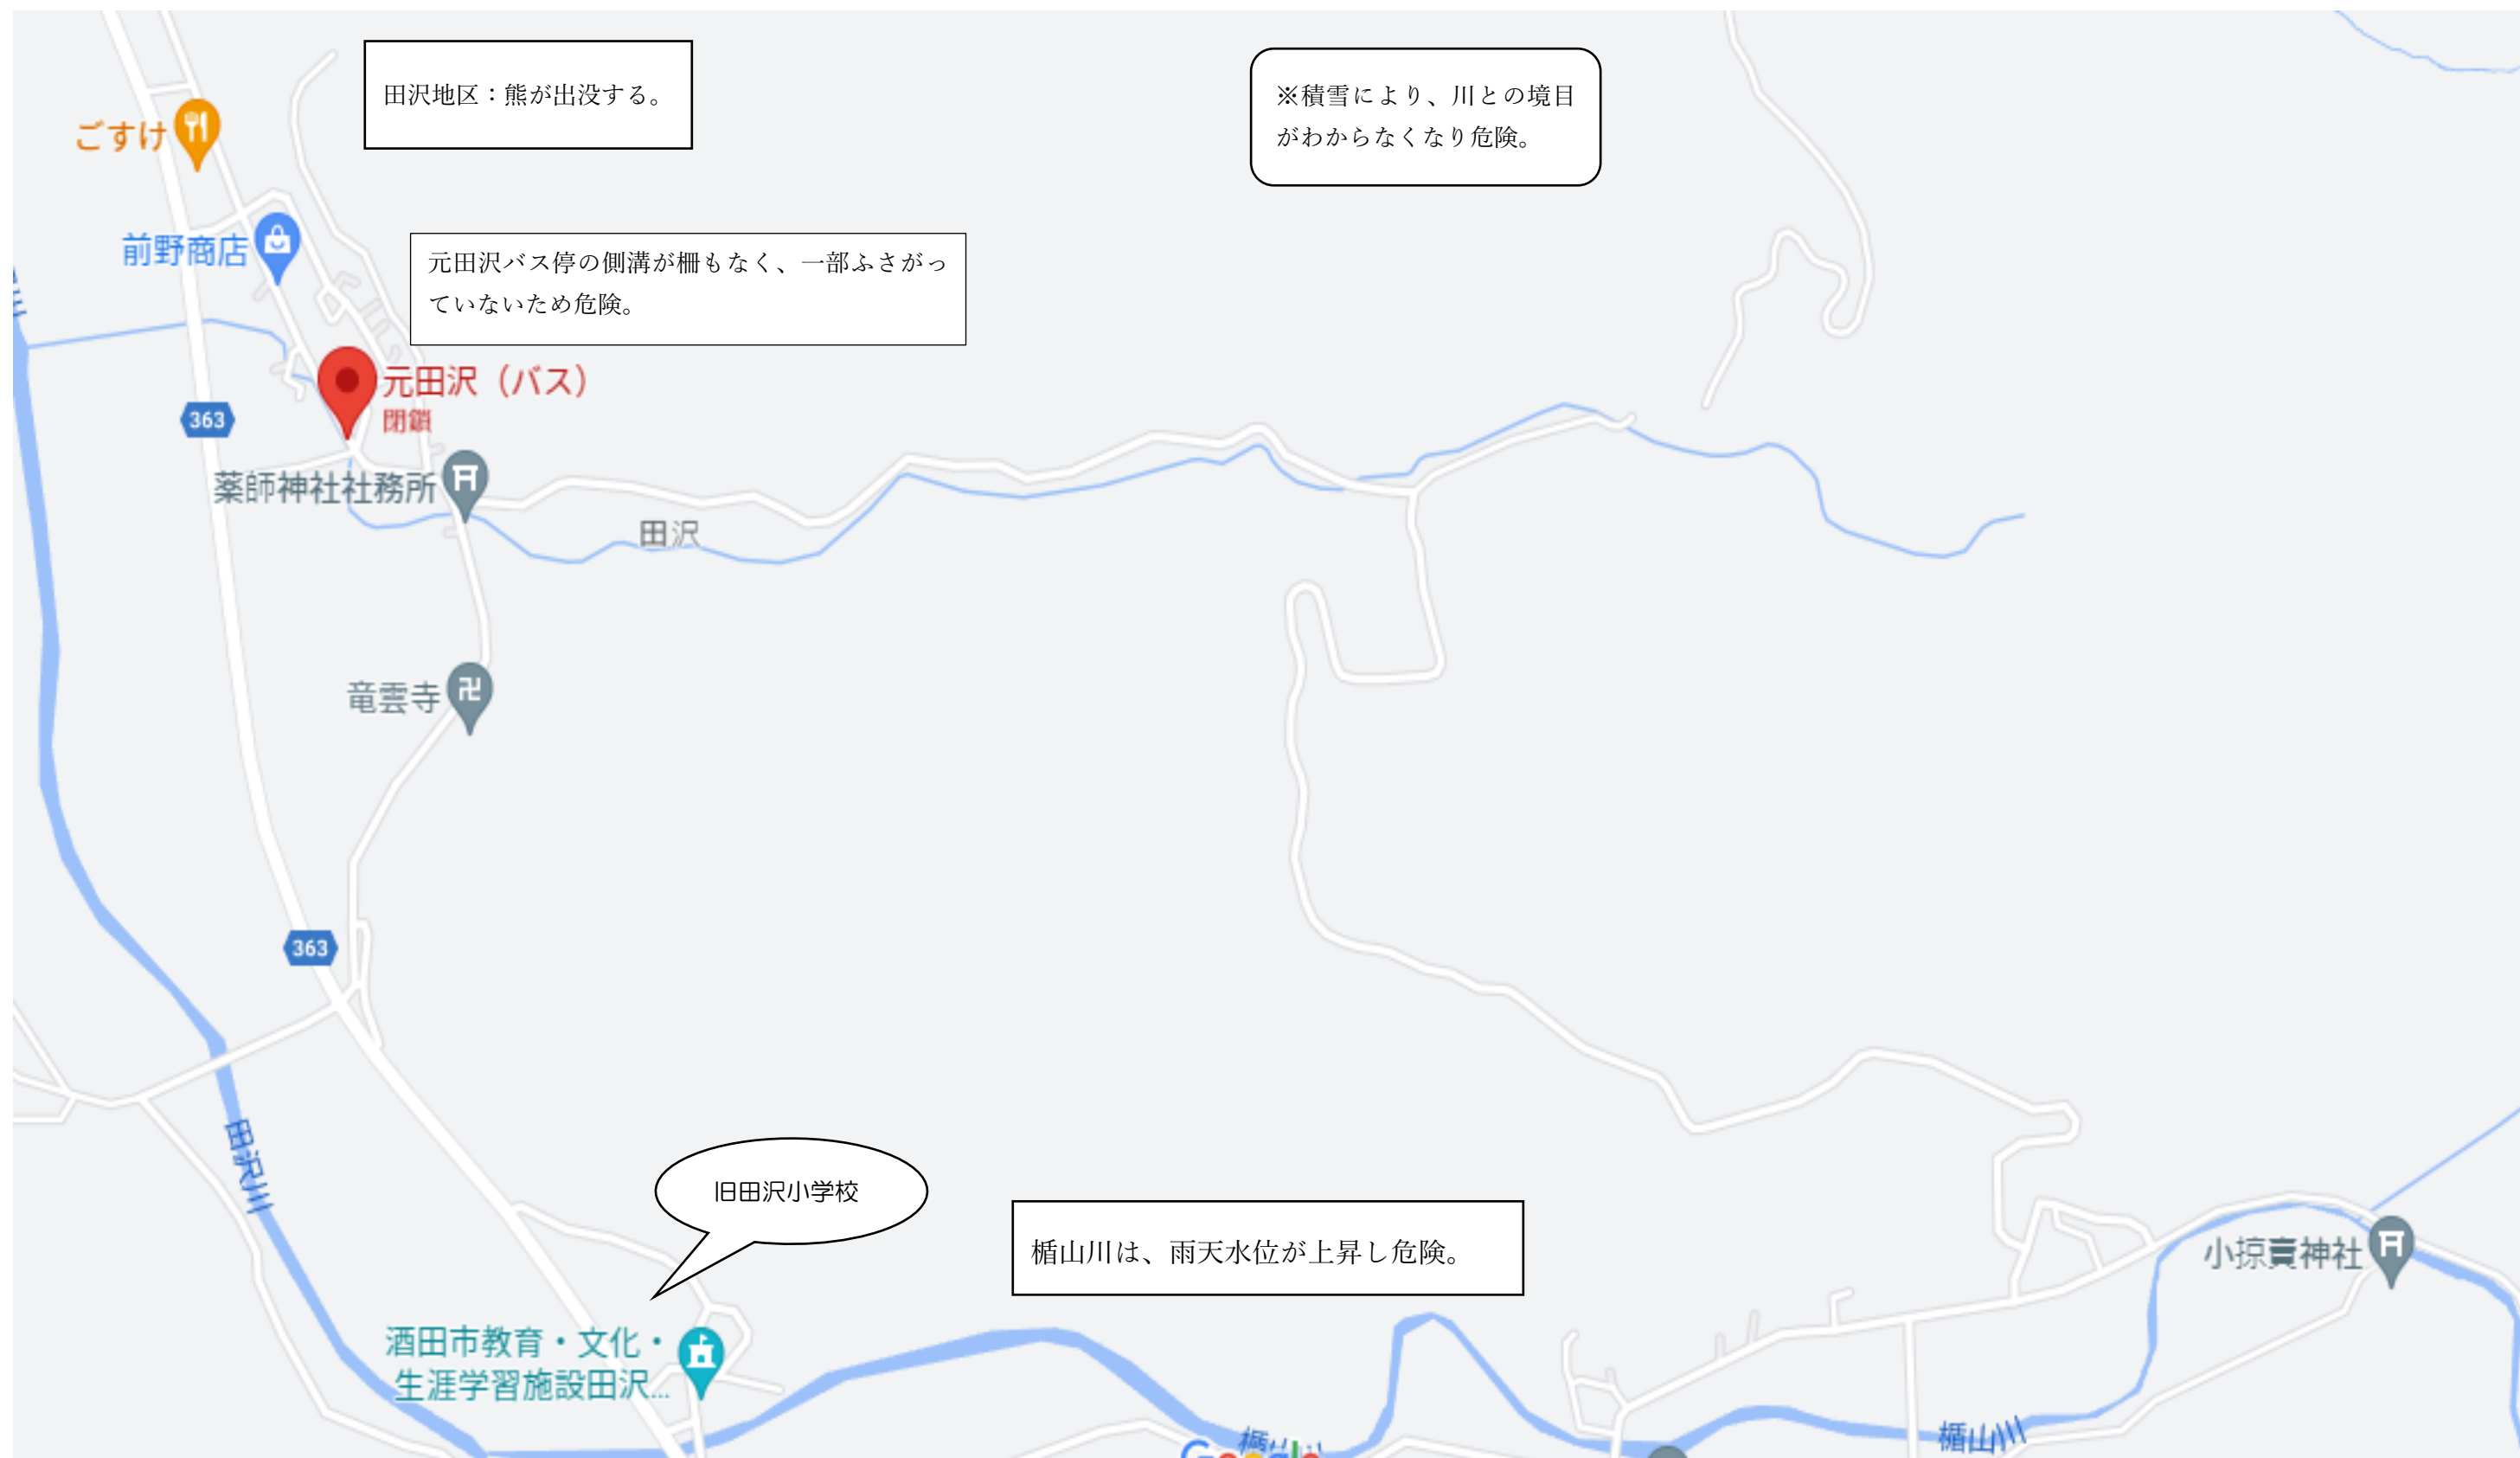 田沢地区：熊が出没する。
※積雪により、川との境目
がわからなくなり危険。
ごすけ
前野商店
元田沢バス停の側溝が柵もなく、一部ふさがっ
ていないため危険。
元田沢（バス）
閉鎖
363
薬師神社社務所
田沢
竜雲寺
363
田沢川
旧田沢小学校
楯山川は、雨天水位が上昇し危険。
小掠賣神社
酒田市教育・文化・
生涯学習施設田沢...
楯山川
Google